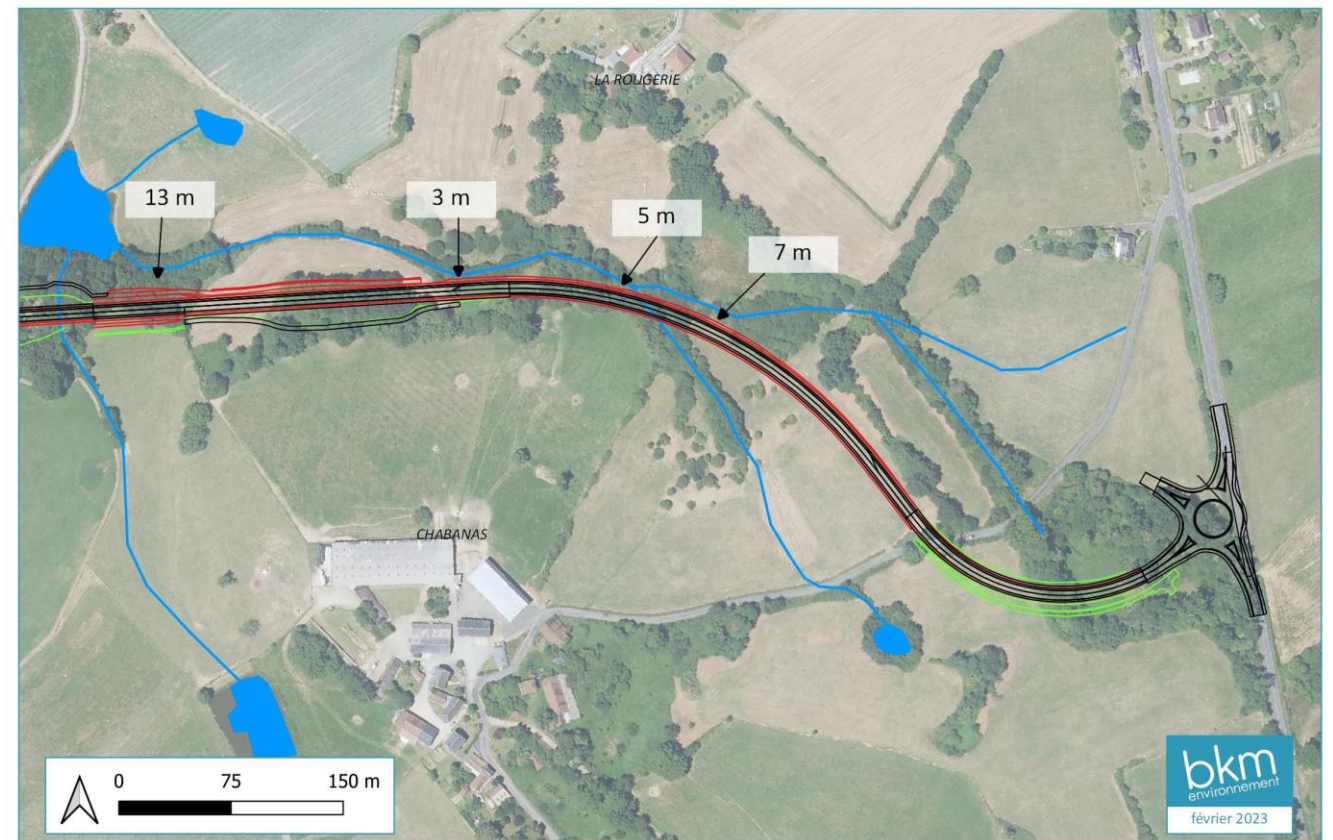 LA ROUGERIE
13 m
3 m
5 m
7 m
CHABANAS
0 75 150 m
bkm
environnement
février 2023